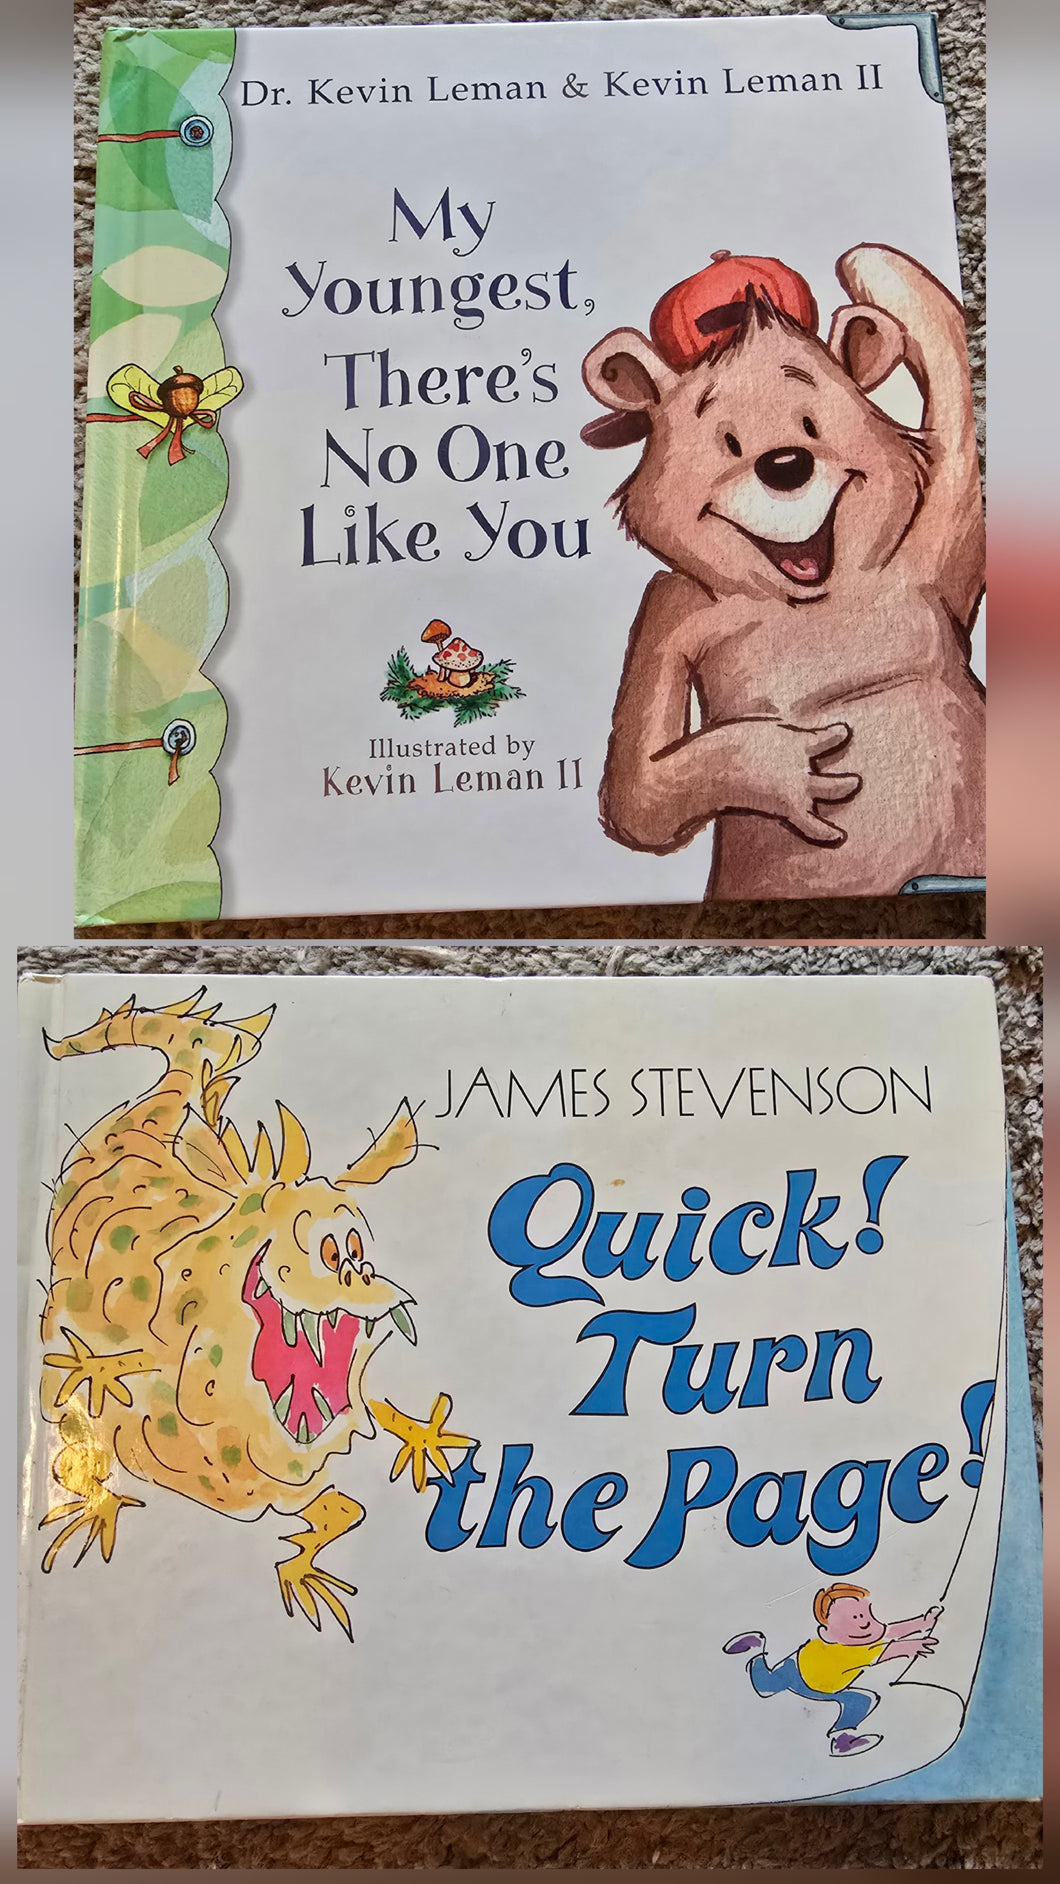 Dr. Kevin Leman & Kevin Leman II
My
Youngest,
There's
No One
Like You
Illustrated by
Kevin Leman II
JAMES STEVENSON
Quick!
Turn
the Page!